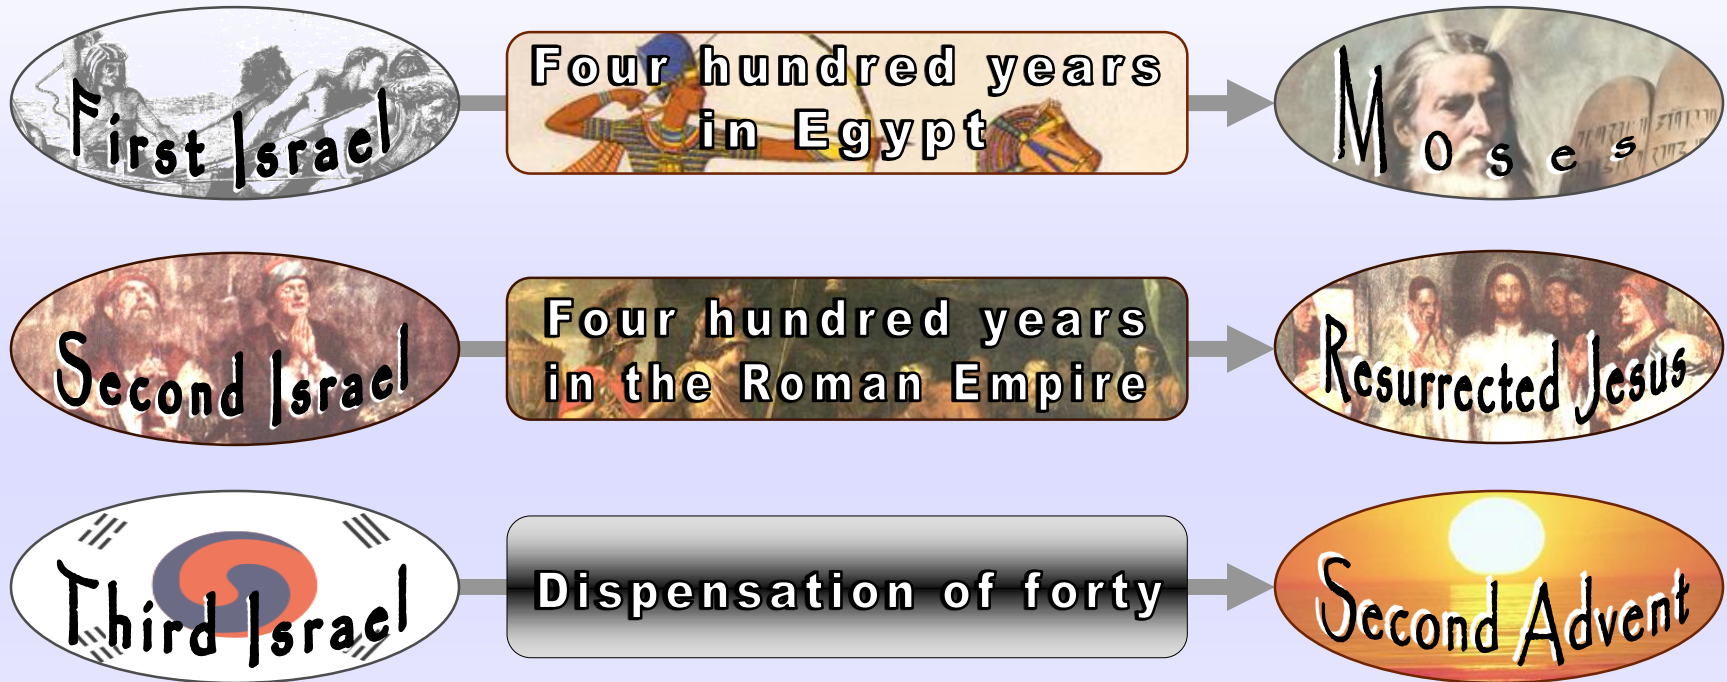 First Israel
Four hundred years
in Egypt
Moses
Second Israel
Four hundred years
in the Roman Empire
Resurrected Jesus
Third Israel
Dispensation of forty
Second Advent